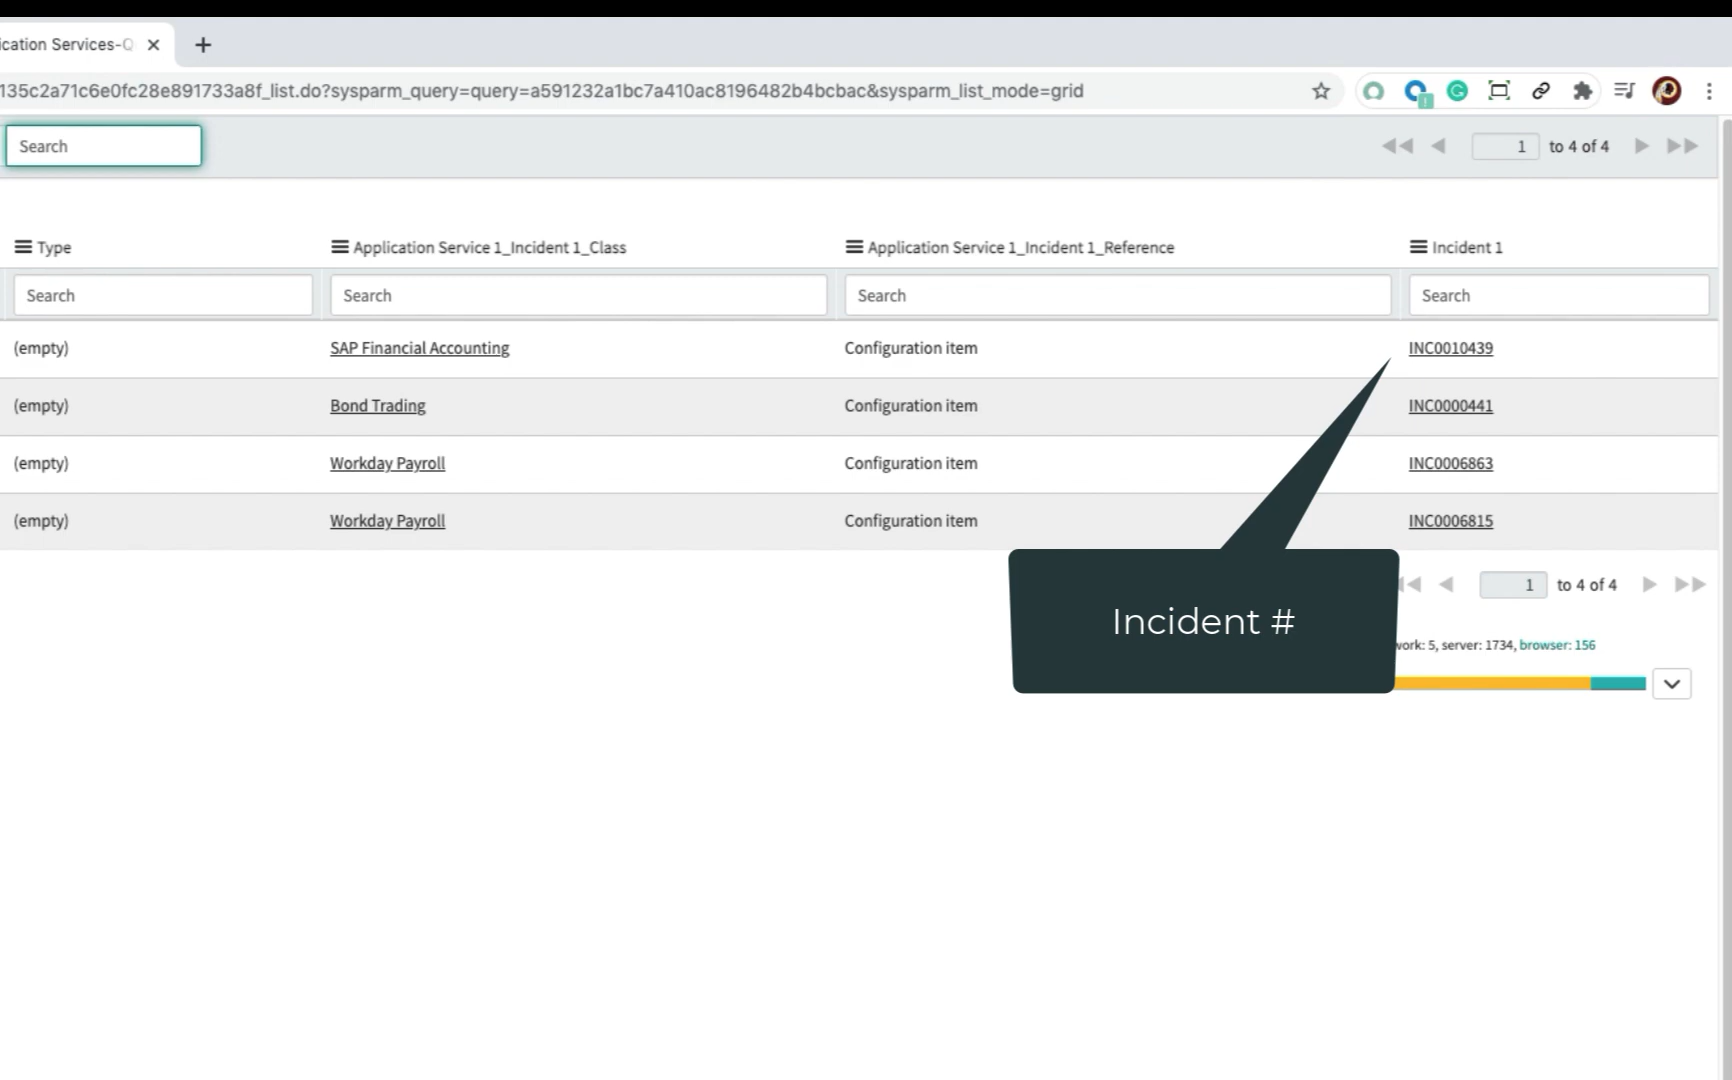 ication Services-Q
135c2a71c6e0fc28e891733a8f_list.do?sysparm_query=query=a591232a1bc7a410ac8196482b4bcbac&sysparm_list_mode=grid
Search 1 to 4 of 4
Type Application Service 1_Incident 1_Class Application Service 1_Incident 1_Reference Incident 1
Search Search Search Search
(empty) SAP Financial Accounting Configuration item INC0010439
(empty) Bond Trading Configuration item INC0000441
(empty) Workday Payroll Configuration item INC0006863
(empty) Workday Payroll Configuration item INC0006815
1 to 4 of 4
Incident #
work: 5, server: 1734, browser: 156